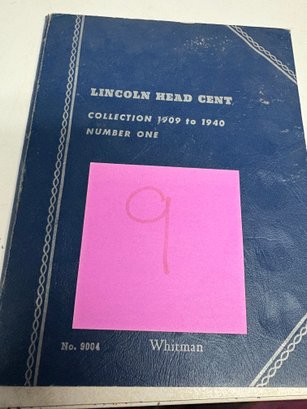 LINCOLN HEAD CENT
COLLECTION 1909 to 1940
NUMBER ONE
9
No. 9004
Whitman